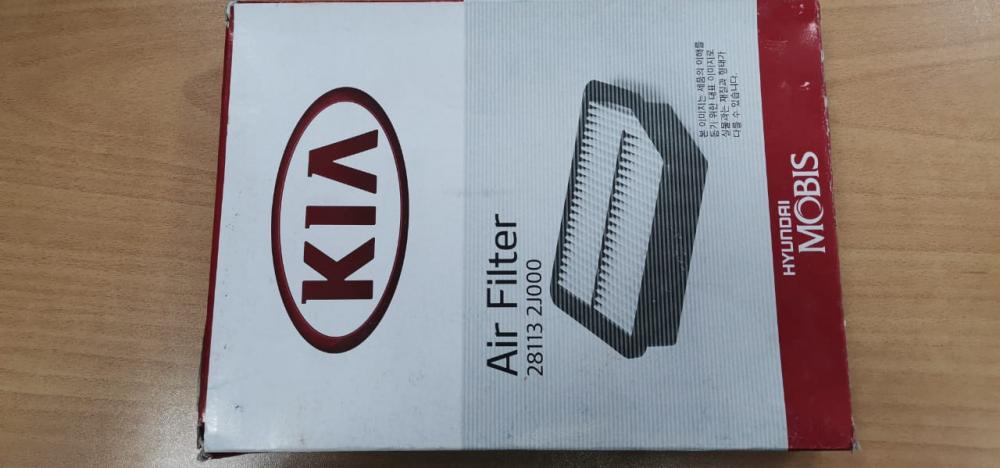 KIA
Air Filter
28113 2J000
본 이미지는 제품의 이해를
돕기 위한 대표 이미지로
실물과는 재질과 형태가
다를 수 있습니다.
HYUNDAI
MOBIS